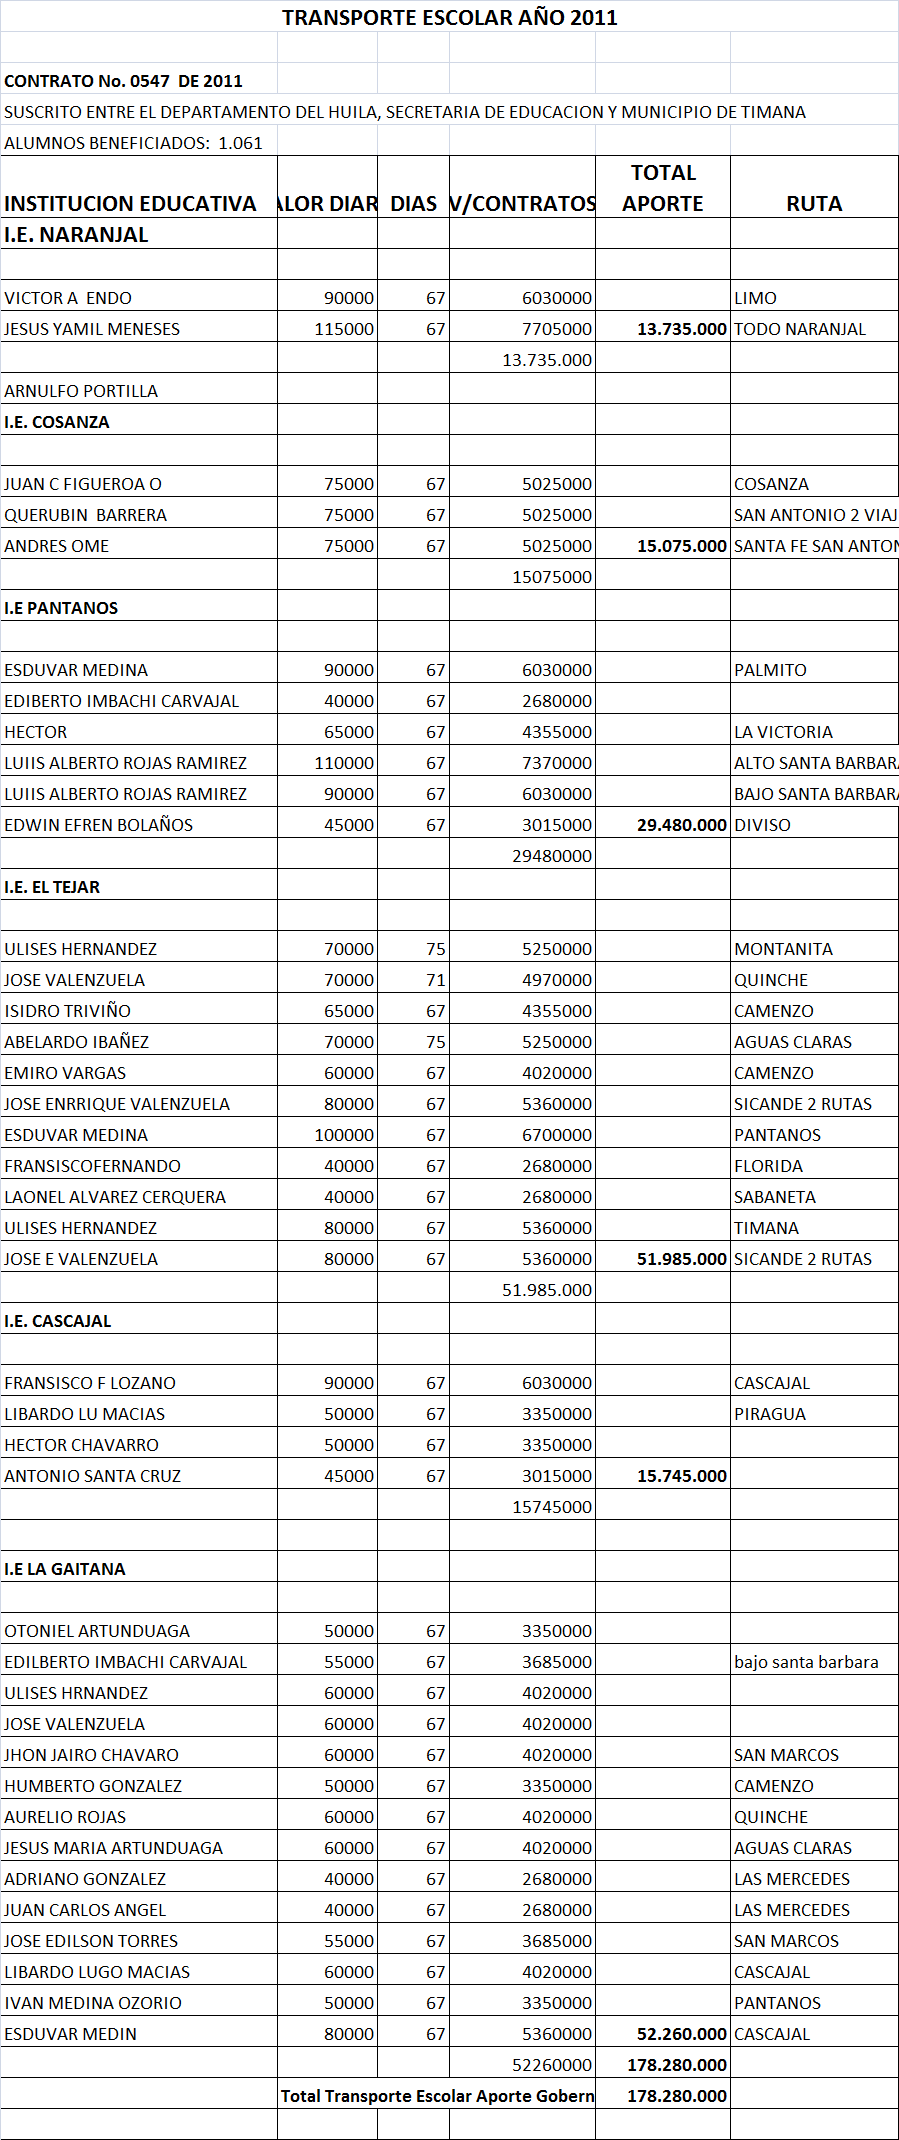 TRANSPORTE ESCOLAR AÑO 2011
CONTRATO No. 0547 DE 2011
SUSCRITO ENTRE EL DEPARTAMENTO DEL HUILA, SECRETARIA DE EDUCACION Y MUNICIPIO DE TIMANA
ALUMNOS BENEFICIADOS: 1.061
INSTITUCION EDUCATIVA ALOR DIAR DIAS V/CONTRATOS TOTAL APORTE RUTA
I.E. NARANJAL
VICTOR A ENDO 90000 67 6030000 LIMO
JESUS YAMIL MENESES 115000 67 7705000 13.735.000 TODO NARANJAL
13.735.000
ARNULFO PORTILLA
I.E. COSANZA
JUAN C FIGUEROA O 75000 67 5025000 COSANZA
QUERUBIN BARRERA 75000 67 5025000 SAN ANTONIO 2 VIAJ
ANDRES OME 75000 67 5025000 15.075.000 SANTA FE SAN ANTON
15075000
I.E PANTANOS
ESDUVAR MEDINA 90000 67 6030000 PALMITO
EDIBERTO IMBACHI CARVAJAL 40000 67 2680000
HECTOR 65000 67 4355000 LA VICTORIA
LUIIS ALBERTO ROJAS RAMIREZ 110000 67 7370000 ALTO SANTA BARBARA
LUIIS ALBERTO ROJAS RAMIREZ 90000 67 6030000 BAJO SANTA BARBARA
EDWIN EFREN BOLAÑOS 45000 67 3015000 29.480.000 DIVISO
29480000
I.E. EL TEJAR
ULISES HERNANDEZ 70000 75 5250000 MONTANITA
JOSE VALENZUELA 70000 71 4970000 QUINCHE
ISIDRO TRIVIÑO 65000 67 4355000 CAMENZO
ABELARDO IBAÑEZ 70000 75 5250000 AGUAS CLARAS
EMIRO VARGAS 60000 67 4020000 CAMENZO
JOSE ENRRIQUE VALENZUELA 80000 67 5360000 SICANDE 2 RUTAS
ESDUVAR MEDINA 100000 67 6700000 PANTANOS
FRANSISCOFERNANDO 40000 67 2680000 FLORIDA
LAONEL ALVAREZ CERQUERA 40000 67 2680000 SABANETA
ULISES HERNANDEZ 80000 67 5360000 TIMANA
JOSE E VALENZUELA 80000 67 5360000 51.985.000 SICANDE 2 RUTAS
51.985.000
I.E. CASCAJAL
FRANSISCO F LOZANO 90000 67 6030000 CASCAJAL
LIBARDO LU MACIAS 50000 67 3350000 PIRAGUA
HECTOR CHAVARRO 50000 67 3350000
ANTONIO SANTA CRUZ 45000 67 3015000 15.745.000
15745000
I.E LA GAITANA
OTONIEL ARTUNDUAGA 50000 67 3350000
EDILBERTO IMBACHI CARVAJAL 55000 67 3685000 bajo santa barbara
ULISES HRNANDEZ 60000 67 4020000
JOSE VALENZUELA 60000 67 4020000
JHON JAIRO CHAVARO 60000 67 4020000 SAN MARCOS
HUMBERTO GONZALEZ 50000 67 3350000 CAMENZO
AURELIO ROJAS 60000 67 4020000 QUINCHE
JESUS MARIA ARTUNDUAGA 60000 67 4020000 AGUAS CLARAS
ADRIANO GONZALEZ 40000 67 2680000 LAS MERCEDES
JUAN CARLOS ANGEL 40000 67 2680000 LAS MERCEDES
JOSE EDILSON TORRES 55000 67 3685000 SAN MARCOS
LIBARDO LUGO MACIAS 60000 67 4020000 CASCAJAL
IVAN MEDINA OZORIO 50000 67 3350000 PANTANOS
ESDUVAR MEDIN 80000 67 5360000 52.260.000 CASCAJAL
52260000 178.280.000
Total Transporte Escolar Aporte Gobern 178.280.000